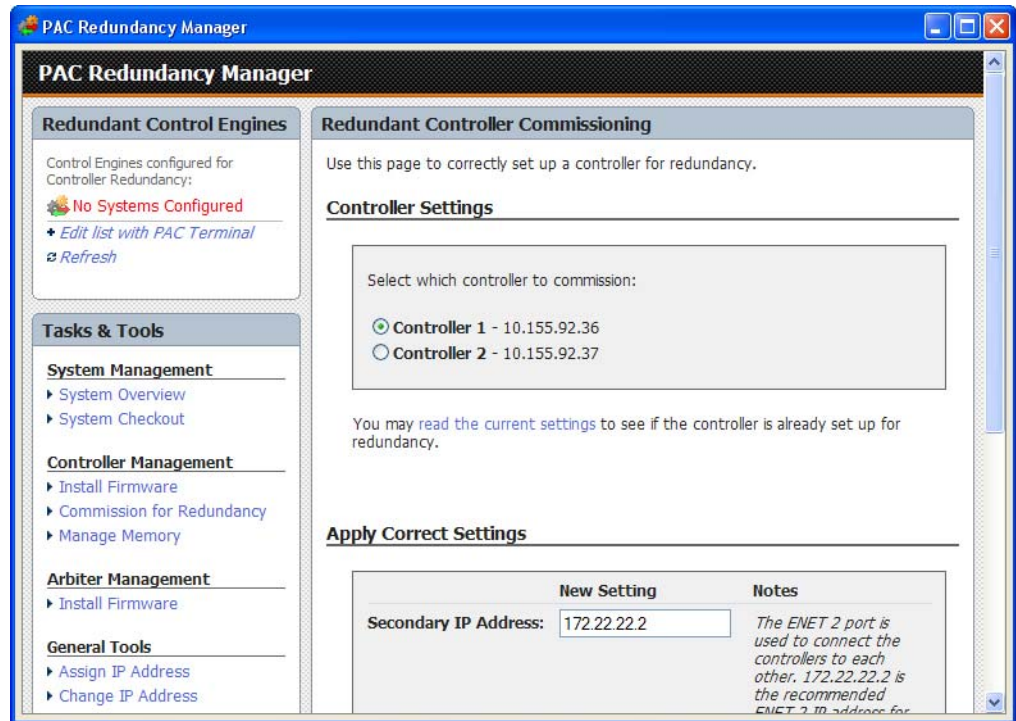 PAC Redundancy Manager
PAC Redundancy Manager
Redundant Control Engines
Control Engines configured for
Controller Redundancy:
No Systems Configured
Edit list with PAC Terminal
Refresh
Tasks & Tools
System Management
System Overview
System Checkout
Controller Management
Install Firmware
Commission for Redundancy
Manage Memory
Arbiter Management
Install Firmware
General Tools
Assign IP Address
Change IP Address
Redundant Controller Commissioning
Use this page to correctly set up a controller for redundancy.
Controller Settings
Select which controller to commission:
Controller 1 - 10.155.92.36
Controller 2 - 10.155.92.37
You may read the current settings to see if the controller is already set up for
redundancy.
Apply Correct Settings
New Setting Notes
Secondary IP Address: 172.22.22.2
The ENET 2 port is
used to connect the
controllers to each
other. 172.22.22.2 is
the recommended
ENET 2 IP address for